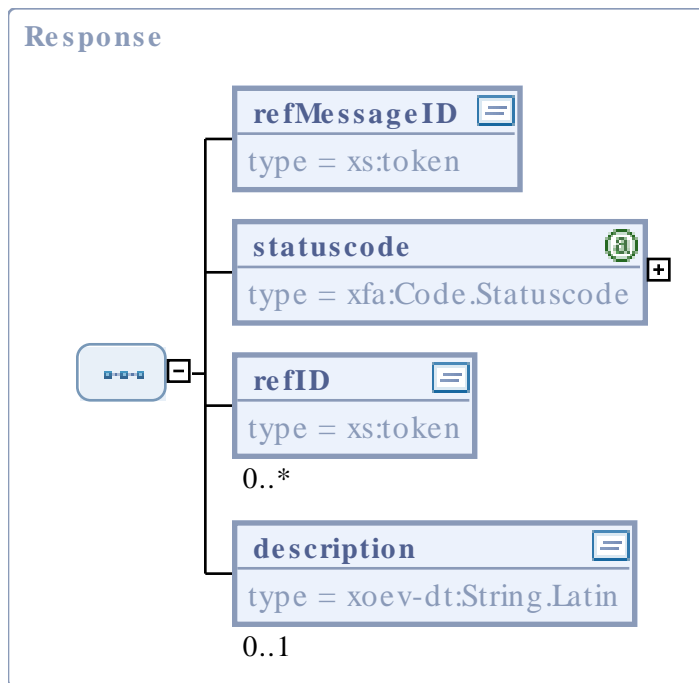 Response
refMessageID
type = xs:token
statuscode
@
type = xfa:Code.Statuscode
refID
type = xs:token
0..*
description
type = xoev-dt:String.Latin
0..1